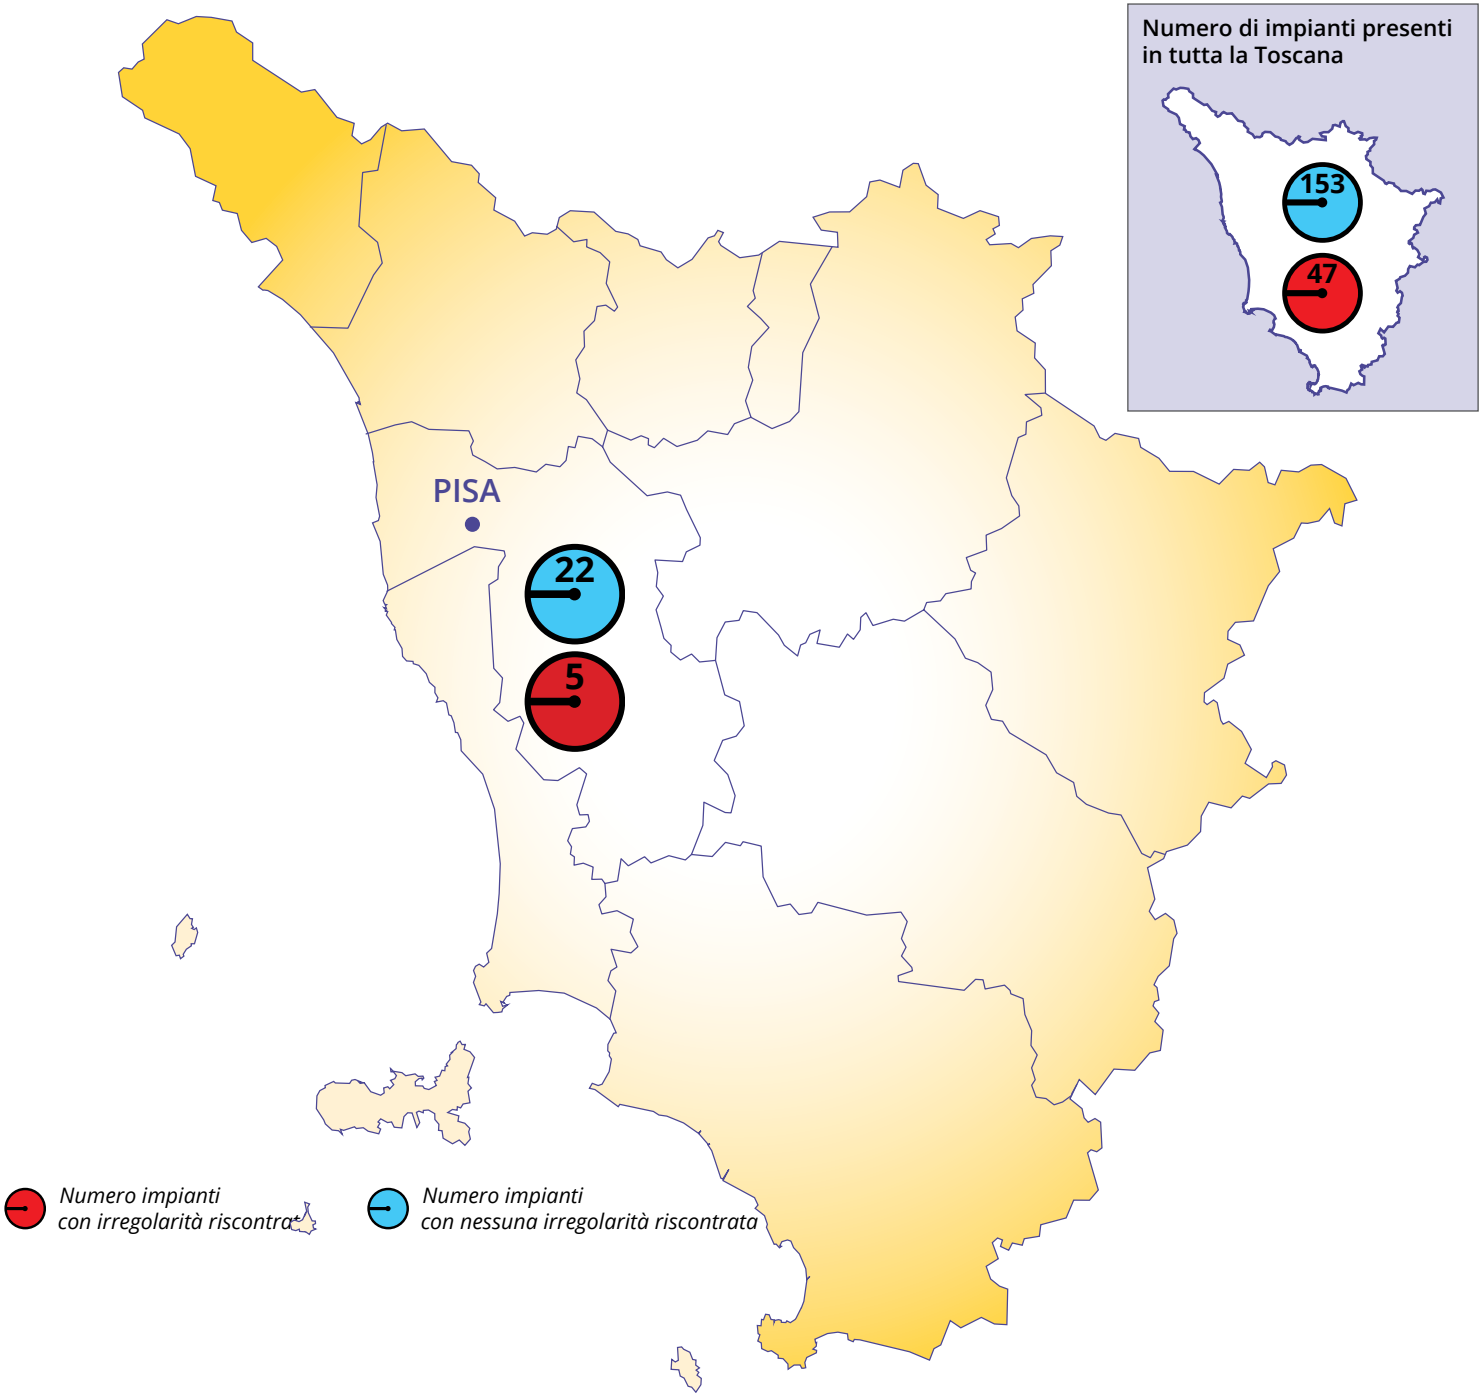 Numero di impianti presenti
in tutta la Toscana
153
47
PISA
22
5
Numero impianti
con irregolarità
Numero impianti
con nessuna irregolarità riscontrata